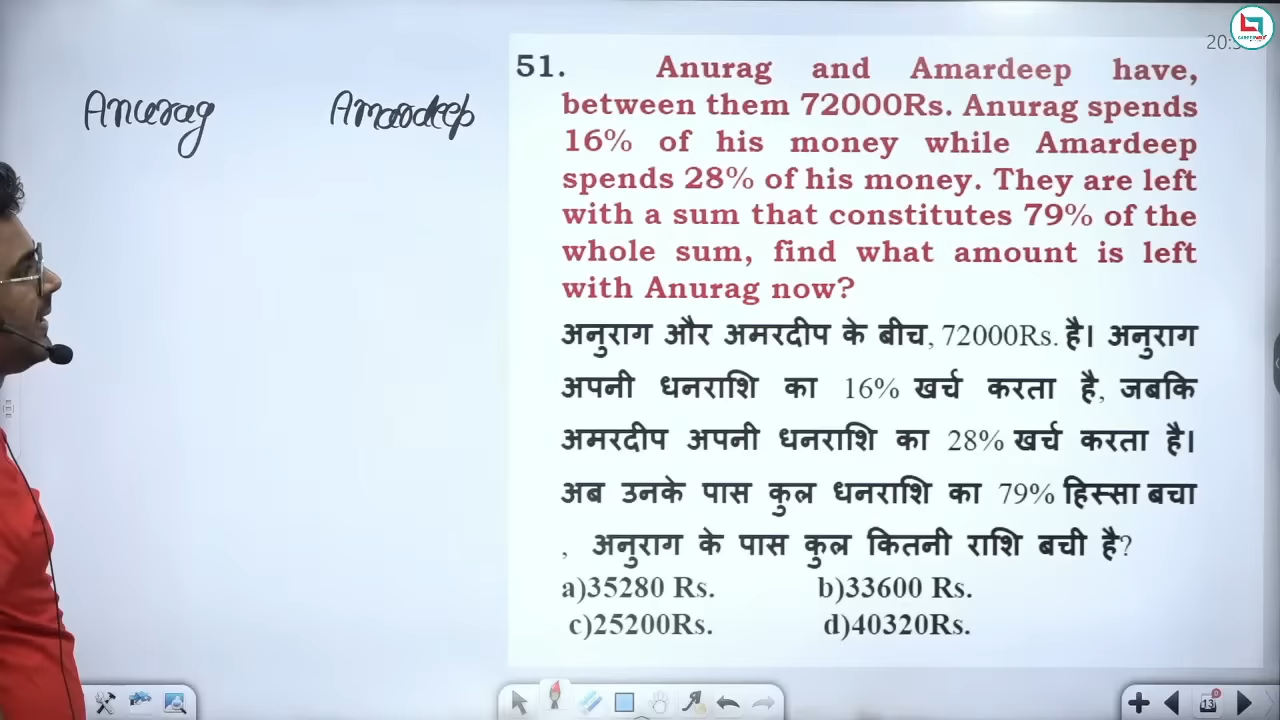 20:
Anurag Amardeep
51. Anurag and Amardeep have,
between them 72000Rs. Anurag spends
16% of his money while Amardeep
spends 28% of his money. They are left
with a sum that constitutes 79% of the
whole sum, find what amount is left
with Anurag now?
अनुराग और अमरदीप के बीच, 72000Rs. है। अनुराग
अपनी धनराशि का 16% खर्च करता है, जबकि
अमरदीप अपनी धनराशि का 28% खर्च करता है।
अब उनके पास कुल धनराशि का 79% हिस्सा बचा
, अनुराग के पास कुल कितनी राशि बची है?
a)35280 Rs. b)33600 Rs.
c)25200Rs. d)40320Rs.
13